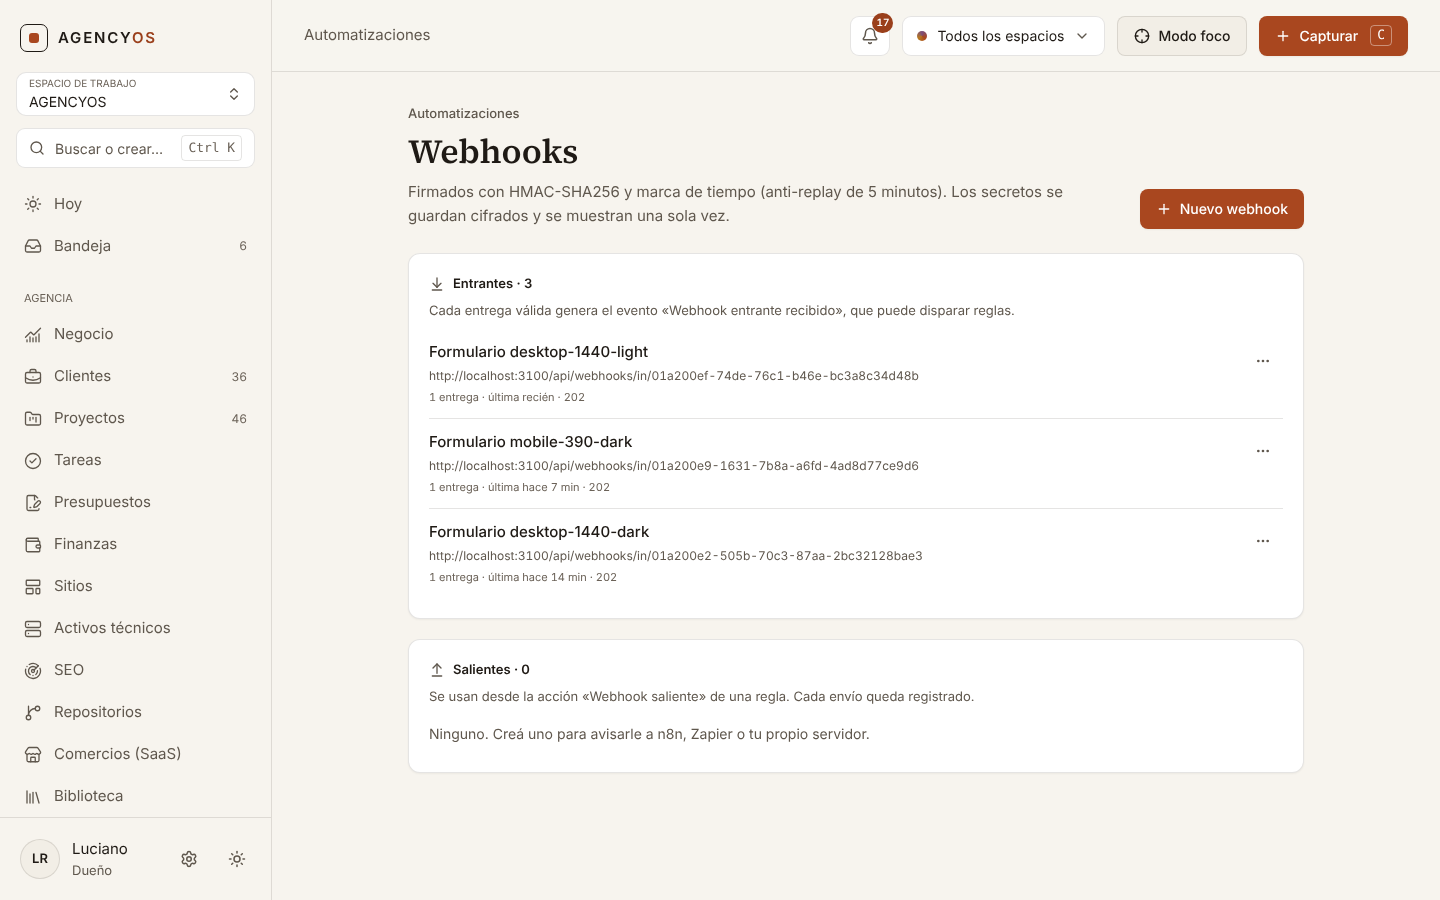 AGENCYOS
ESPACIO DE TRABAJO
AGENCYOS
Buscar o crear...
Ctrl K
Hoy
Bandeja 6
AGENCIA
Negocio
Clientes 36
Proyectos 46
Tareas
Presupuestos
Finanzas
Sitios
Activos técnicos
SEO
Repositorios
Comercios (SaaS)
Biblioteca
LR
Luciano
Dueño
Automatizaciones
17
Todos los espacios
Modo foco
Capturar C
Automatizaciones
Webhooks
Firmados con HMAC-SHA256 y marca de tiempo (anti-replay de 5 minutos). Los secretos se
guardan cifrados y se muestran una sola vez.
Nuevo webhook
Entrantes · 3
Cada entrega válida genera el evento «Webhook entrante recibido», que puede disparar reglas.
Formulario desktop-1440-light
http://localhost:3100/api/webhooks/in/01a200ef-74de-76c1-b46e-bc3a8c34d48b
1 entrega · última recién · 202
Formulario mobile-390-dark
http://localhost:3100/api/webhooks/in/01a200e9-1631-7b8a-a6fd-4ad8d77ce9d6
1 entrega · última hace 7 min · 202
Formulario desktop-1440-dark
http://localhost:3100/api/webhooks/in/01a200e2-505b-70c3-87aa-2bc32128bae3
1 entrega · última hace 14 min · 202
Salientes · 0
Se usan desde la acción «Webhook saliente» de una regla. Cada envío queda registrado.
Ninguno. Creá uno para avisarle a n8n, Zapier o tu propio servidor.